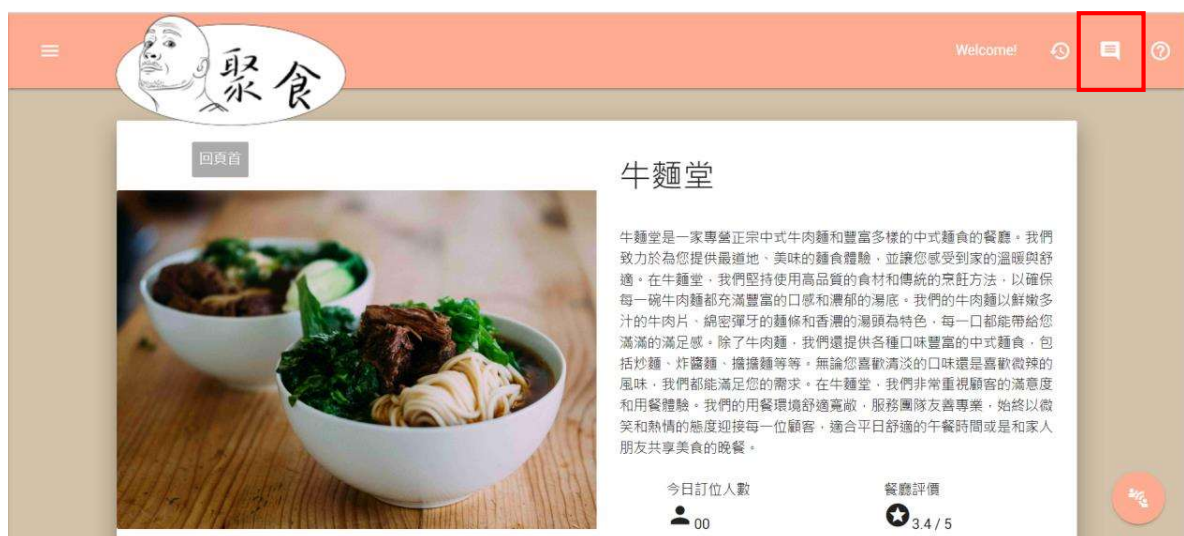 聚食
Welcome!
回頁首
牛麵堂
牛麵堂是一家專營正宗中式牛肉麵和豐富多樣的中式麵食的餐廳。我們
致力於為您提供最道地、美味的麵食體驗，並讓您感受到家的溫暖與舒
適。在牛麵堂，我們堅持使用高品質的食材和傳統的烹飪方法，以確保
每一碗牛肉麵都充滿豐富的口感和濃郁的湯底。我們的牛肉麵以鮮嫩多
汁的牛肉片、綿密彈牙的麵條和香濃的湯頭為特色，每一口都能帶給您
滿滿的滿足感。除了牛肉麵，我們還提供各種口味豐富的中式麵食，包
括炒麵、炸醬麵、擔擔麵等等。無論您喜歡清淡的口味還是喜歡微辣的
風味，我們都能滿足您的需求。在牛麵堂，我們非常重視顧客的滿意度
和用餐體驗。我們的用餐環境舒適寬敞，服務團隊友善專業，始終以微
笑和熱情的態度迎接每一位顧客，適合平日舒適的午餐時間或是和家人
朋友共享美食的晚餐。
今日訂位人數 餐廳評價
00 3.4 / 5